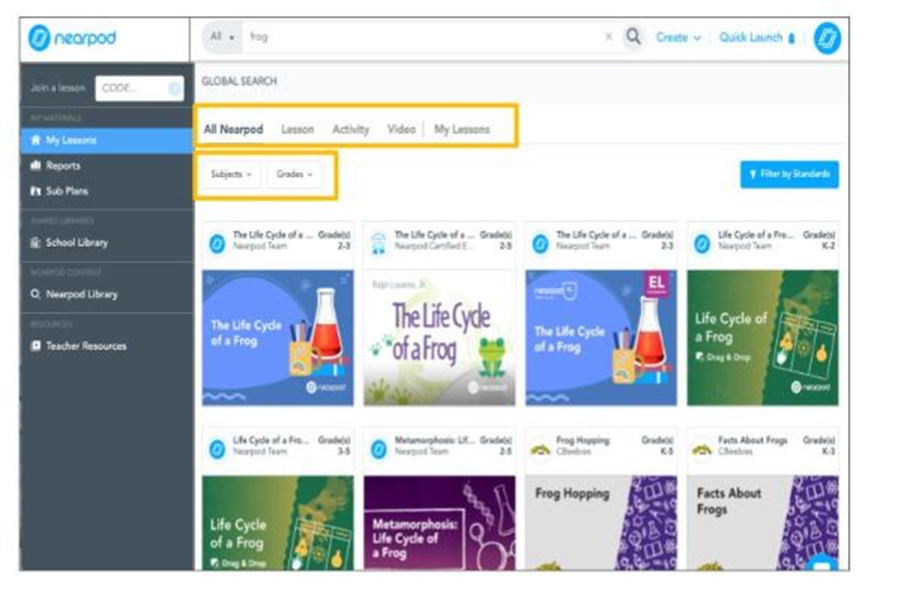 nearpod
All
frog
×
Create
Quick Launch
Join a lesson
CODE...
GLOBAL SEARCH
MY MATERIALS
My Lessons
Reports
Sub Plans
SHARED LIBRARIES
School Library
NEARPOD CONTENT
Nearpod Library
RESOURCES
Teacher Resources
All Nearpod Lesson Activity Video My Lessons
Subjects Grades
Filter by Standards
The Life Cycle of a ... Grade(s)
Nearpod Team 2-3
The Life Cycle of a ... Grade(s)
Nearpod Certified E... 2-5
The Life Cycle of a ... Grade(s)
Nearpod Team 2-3
Life Cycle of a Fro... Grade(s)
Nearpod Team K-2
The Life Cycle
of a Frog
nearpod
The Life Cycle
of a Frog
nearpod
nearpod
EL
The Life Cycle
of a Frog
nearpod
Life Cycle of
a Frog
Drag & Drop
nearpod
Life Cycle of a Fro... Grade(s)
Nearpod Team 3-5
Metamorphosis: Lif... Grade(s)
Nearpod Team 2-5
Frog Hopping Grade(s)
CBeebies K-5
Facts About Frogs Grade(s)
CBeebies K-3
Life Cycle
of a Frog
Drag & Drop
Metamorphosis:
Life Cycle of
a Frog
Frog Hopping
Facts About
Frogs